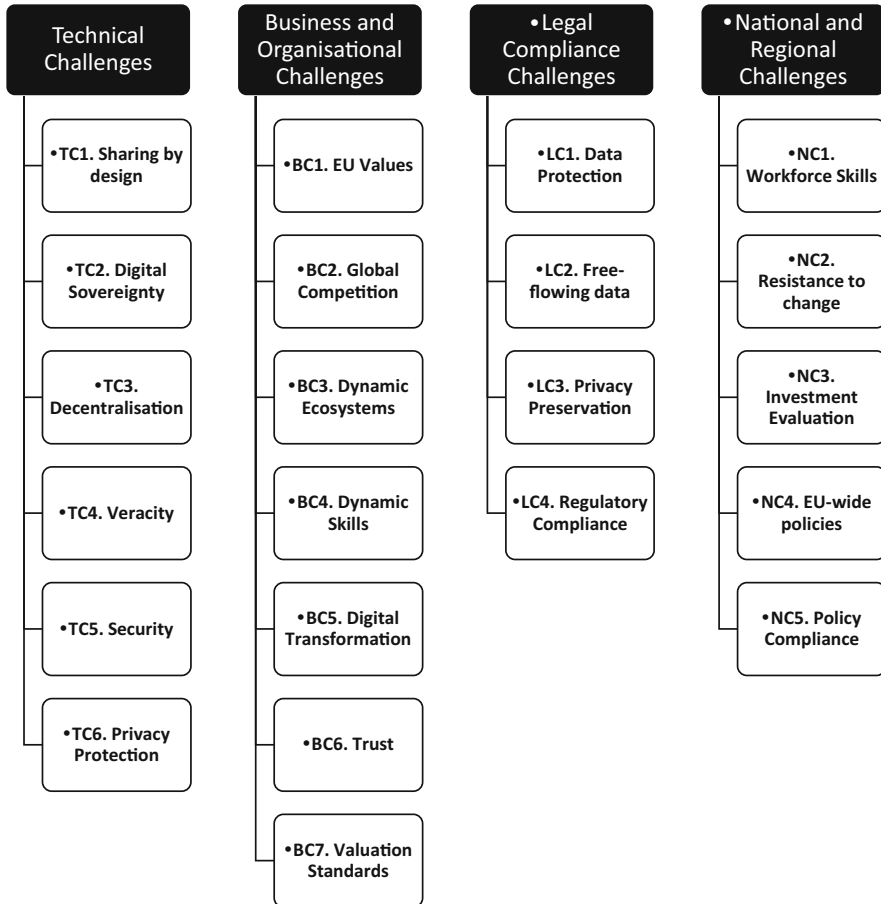 Technical
Challenges
•TC1. Sharing by
design
•TC2. Digital
Sovereignty
•TC3.
Decentralisation
•TC4. Veracity
•TC5. Security
•TC6. Privacy
Protection
Business and
Organisational
Challenges
•BC1. EU Values
•BC2. Global
Competition
•BC3. Dynamic
Ecosystems
•BC4. Dynamic
Skills
•BC5. Digital
Transformation
•BC6. Trust
•BC7. Valuation
Standards
•Legal
Compliance
Challenges
•LC1. Data
Protection
•LC2. Free-
flowing data
•LC3. Privacy
Preservation
•LC4. Regulatory
Compliance
•National and
Regional
Challenges
•NC1.
Workforce Skills
•NC2.
Resistance to
change
•NC3.
Investment
Evaluation
•NC4. EU-wide
policies
•NC5. Policy
Compliance